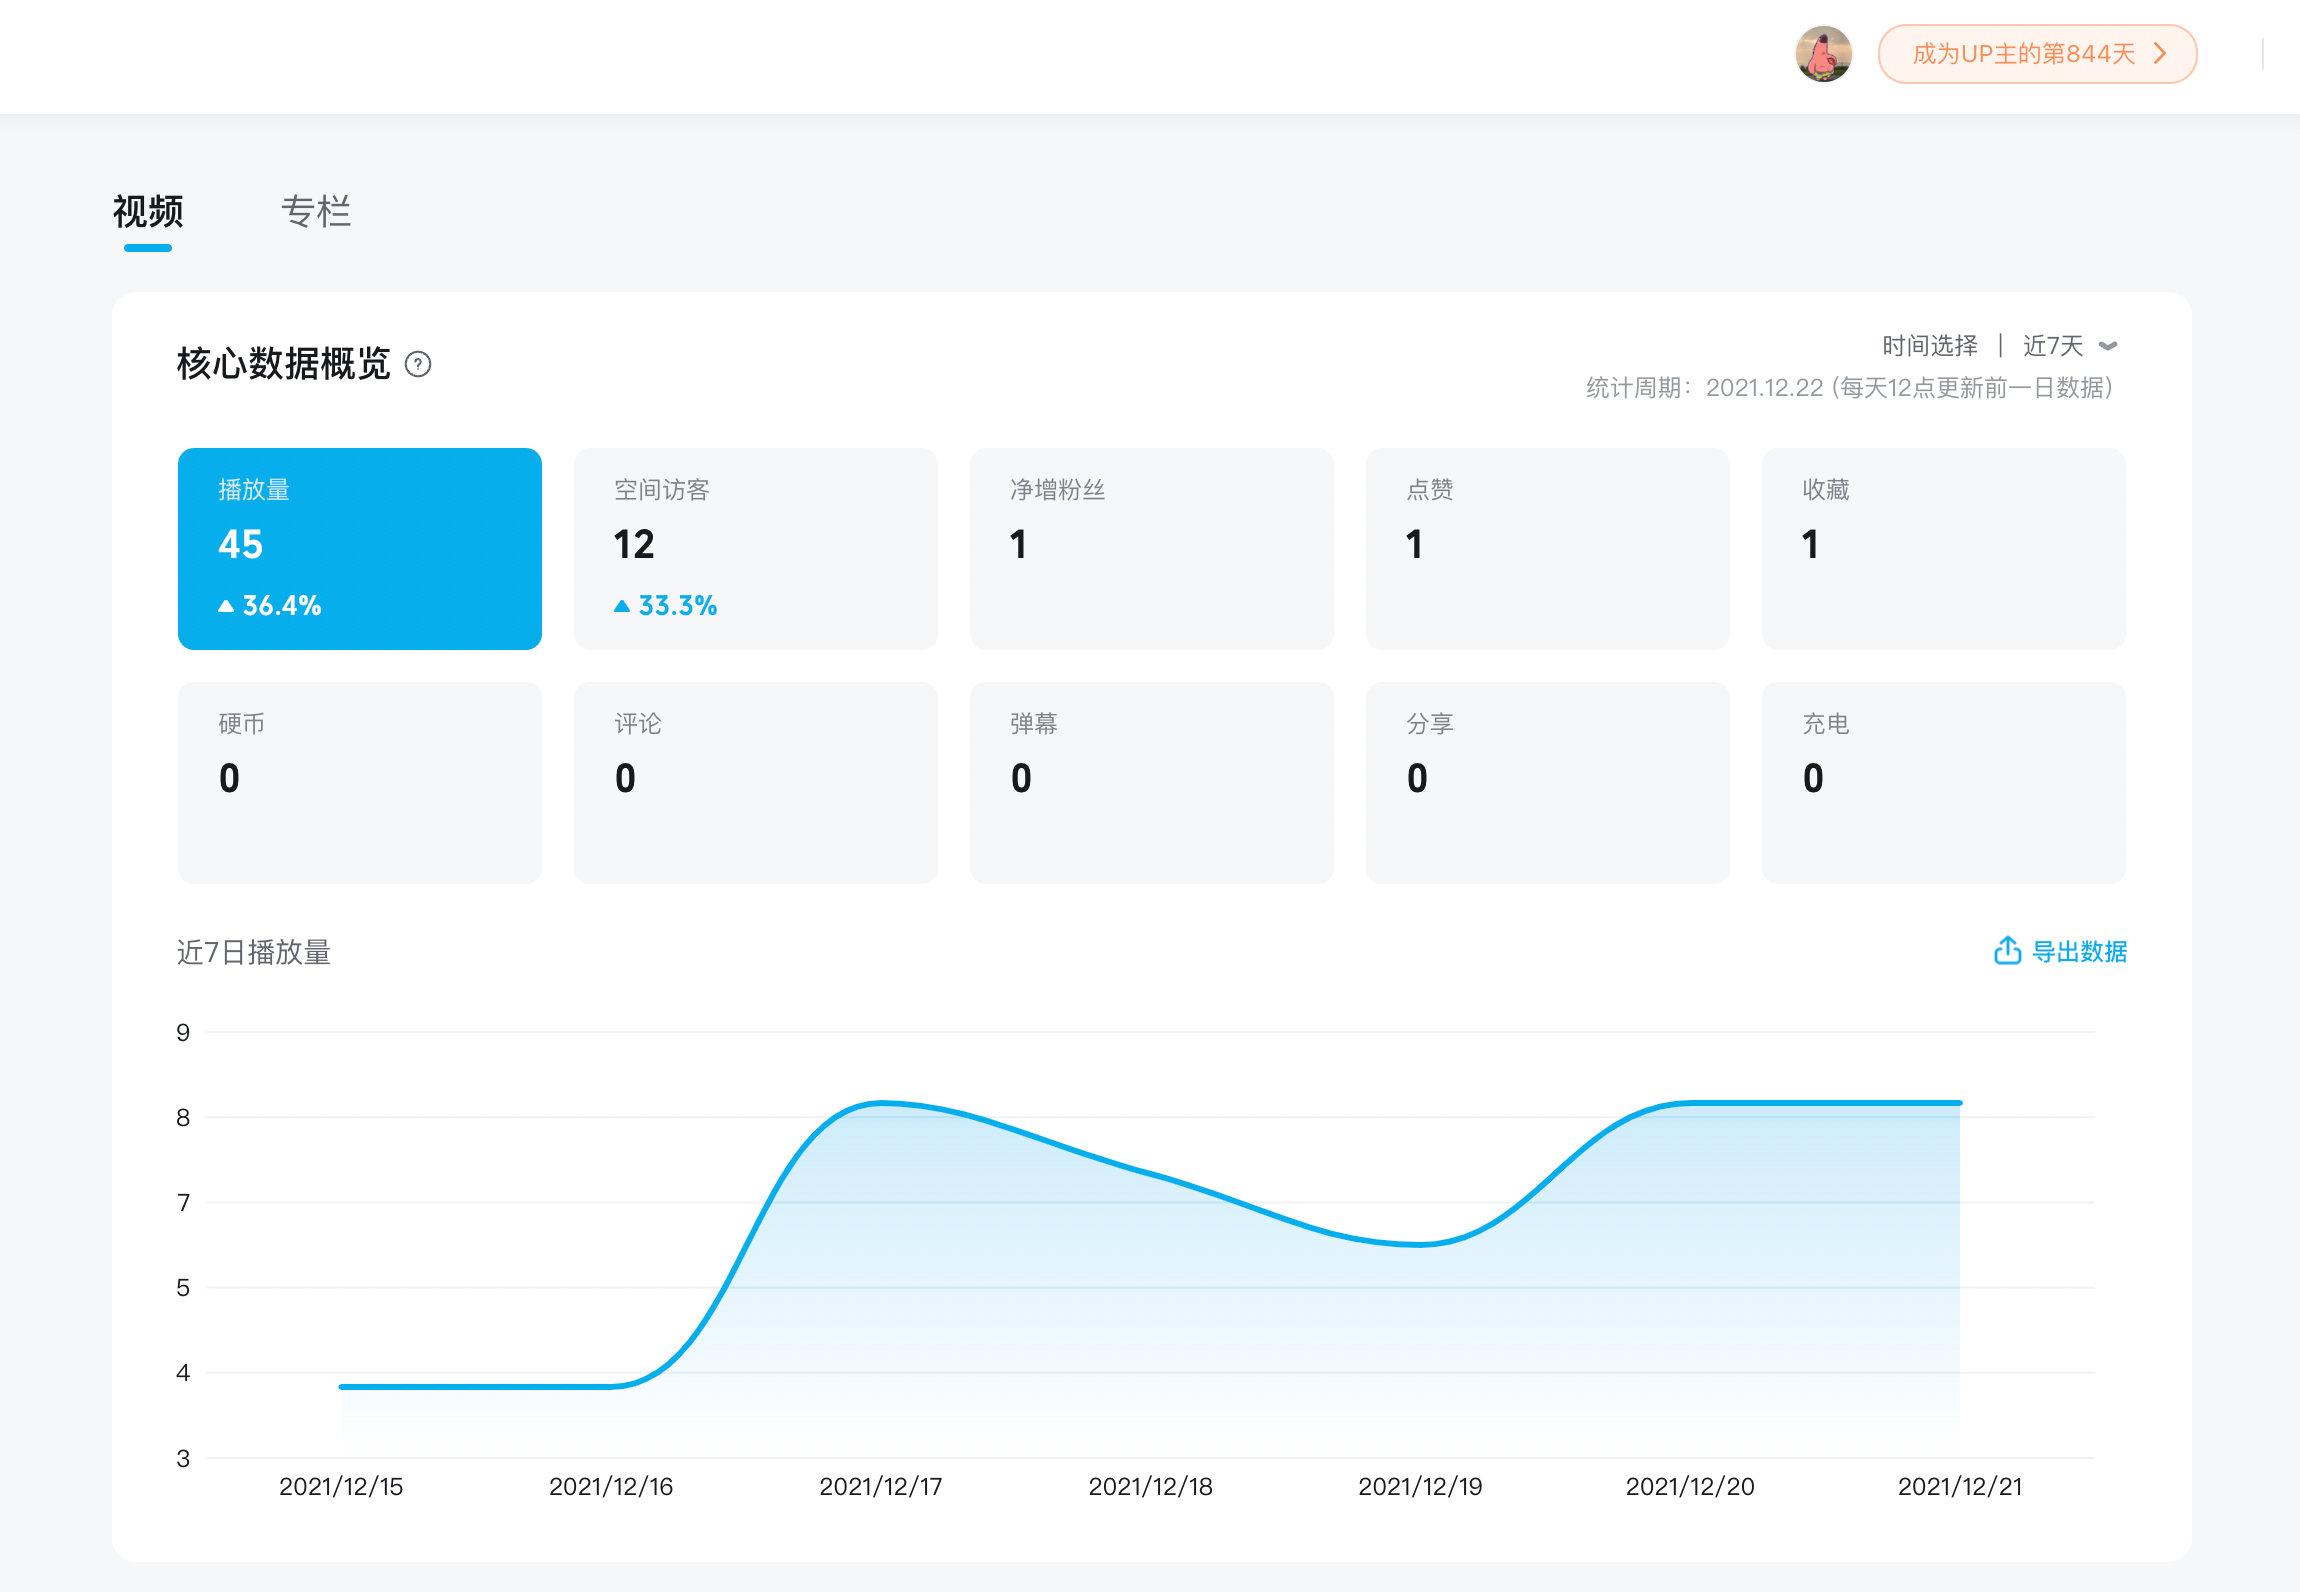 成为UP主的第844天
视频
专栏
核心数据概览 ?
时间选择 | 近7天
统计周期：2021.12.22 (每天12点更新前一日数据)
播放量
45
36.4%
空间访客
12
33.3%
净增粉丝
1
点赞
1
收藏
1
硬币
0
评论
0
弹幕
0
分享
0
充电
0
近7日播放量
导出数据
9
8
7
5
4
3
2021/12/15 2021/12/16 2021/12/17 2021/12/18 2021/12/19 2021/12/20 2021/12/21